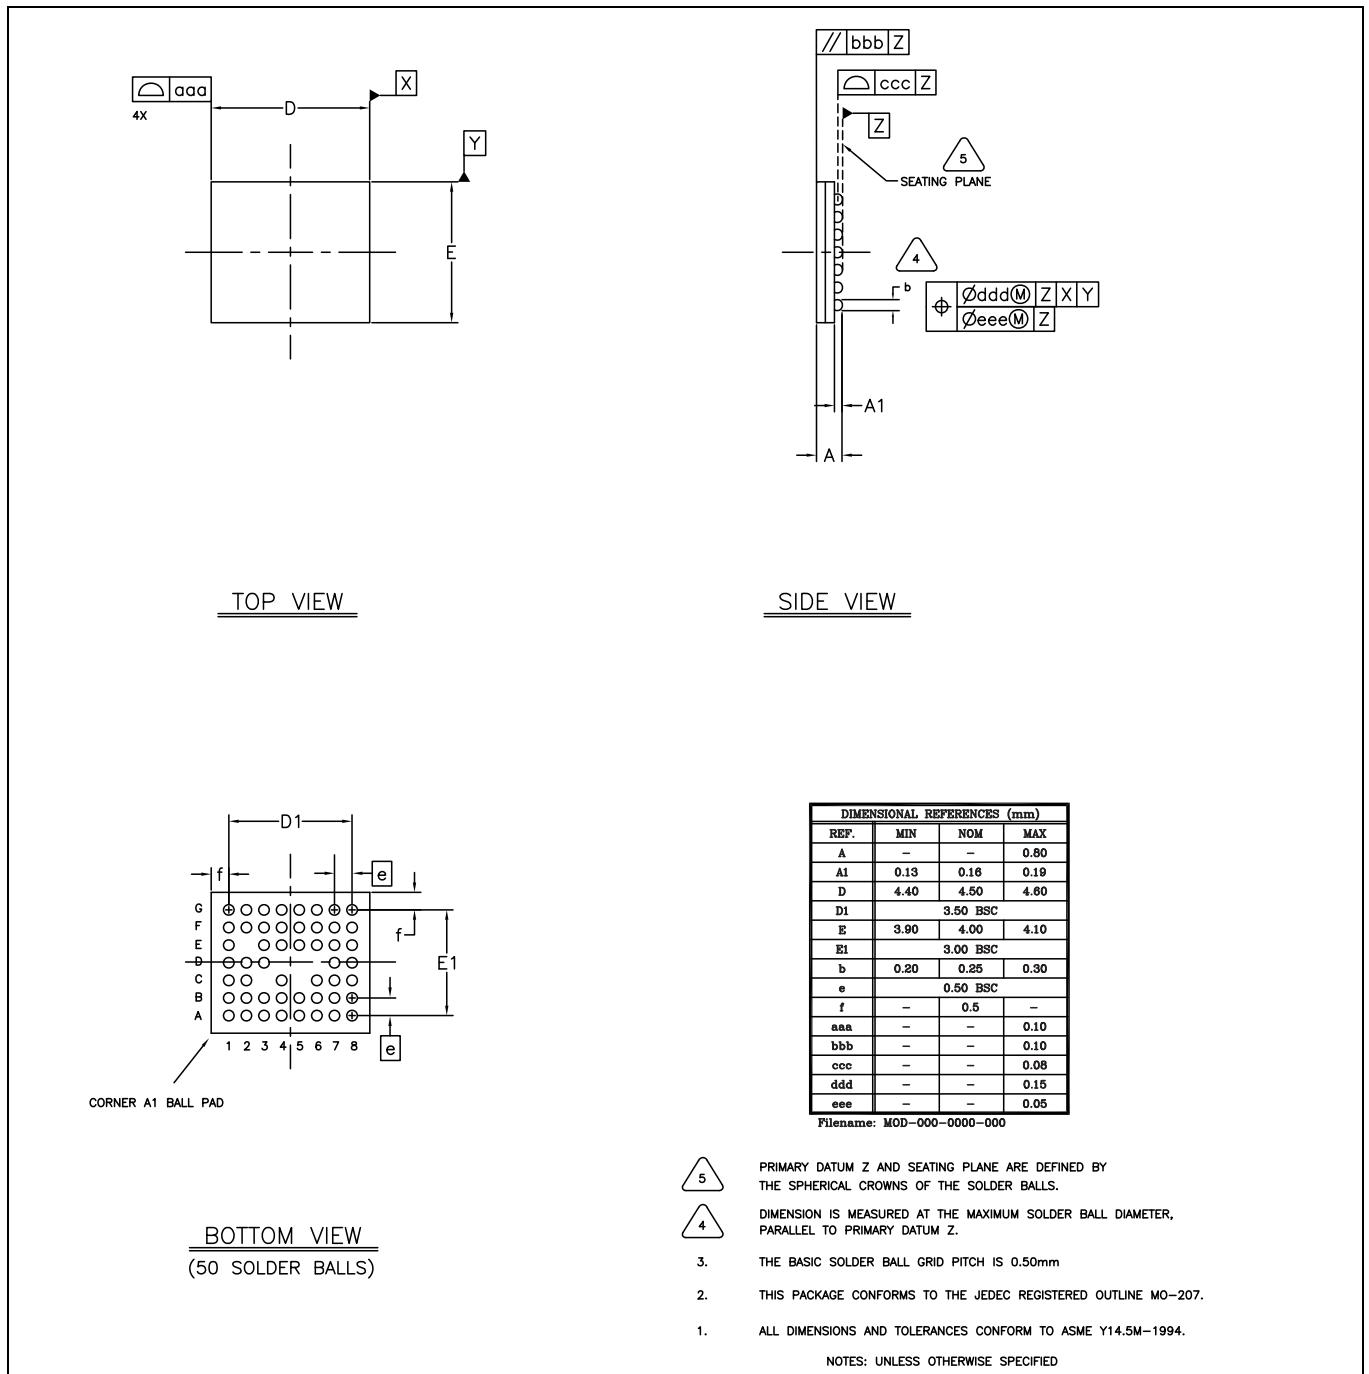 // bbb Z
aaa
4X
D
X
ccc Z
Z
Y
5
SEATING PLANE
E
4
b
Øddd Ⓜ Z X Y
Øeee Ⓜ Z
A1
A
TOP VIEW
SIDE VIEW
D1
f
e
G
F
E
D
C
B
A
f
E1
e
1 2 3 4 5 6 7 8
CORNER A1 BALL PAD
BOTTOM VIEW
(50 SOLDER BALLS)
DIMENSIONAL REFERENCES (mm)
REF. MIN NOM MAX
A – – 0.80
A1 0.13 0.16 0.19
D 4.40 4.50 4.60
D1 3.50 BSC
E 3.90 4.00 4.10
E1 3.00 BSC
b 0.20 0.25 0.30
e 0.50 BSC
f – 0.5 –
aaa – – 0.10
bbb – – 0.10
ccc – – 0.08
ddd – – 0.15
eee – – 0.05
Filename: MOD-000-0000-000
5 PRIMARY DATUM Z AND SEATING PLANE ARE DEFINED BY
THE SPHERICAL CROWNS OF THE SOLDER BALLS.
4 DIMENSION IS MEASURED AT THE MAXIMUM SOLDER BALL DIAMETER,
PARALLEL TO PRIMARY DATUM Z.
3. THE BASIC SOLDER BALL GRID PITCH IS 0.50mm
2. THIS PACKAGE CONFORMS TO THE JEDEC REGISTERED OUTLINE MO-207.
1. ALL DIMENSIONS AND TOLERANCES CONFORM TO ASME Y14.5M-1994.
NOTES: UNLESS OTHERWISE SPECIFIED